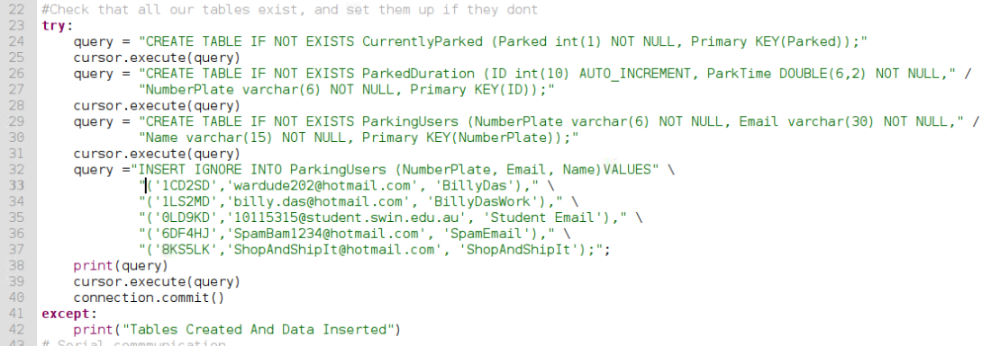 22 #Check that all our tables exist, and set them up if they dont
23 try:
24     query = "CREATE TABLE IF NOT EXISTS CurrentlyParked (Parked int(1) NOT NULL, Primary KEY(Parked));"
25     cursor.execute(query)
26     query = "CREATE TABLE IF NOT EXISTS ParkedDuration (ID int(10) AUTO_INCREMENT, ParkTime DOUBLE(6,2) NOT NULL," /
27             "NumberPlate varchar(6) NOT NULL, Primary KEY(ID));"
28     cursor.execute(query)
29     query = "CREATE TABLE IF NOT EXISTS ParkingUsers (NumberPlate varchar(6) NOT NULL, Email varchar(30) NOT NULL," /
30             "Name varchar(15) NOT NULL, Primary KEY(NumberPlate));"
31     cursor.execute(query)
32     query ="INSERT IGNORE INTO ParkingUsers (NumberPlate, Email, Name)VALUES" \
33             "('1CD2SD','wardude202@hotmail.com', 'BillyDas')," \
34             "('1LS2MD','billy.das@hotmail.com', 'BillyDasWork')," \
35             "('0LD9KD','10115315@student.swin.edu.au', 'Student Email')," \
36             "('6DF4HJ','SpamBam1234@hotmail.com', 'SpamEmail')," \
37             "('8KS5LK','ShopAndShipIt@hotmail.com', 'ShopAndShipIt');";
38     print(query)
39     cursor.execute(query)
40     connection.commit()
41 except:
42     print("Tables Created And Data Inserted")
43 # Serial commmunication